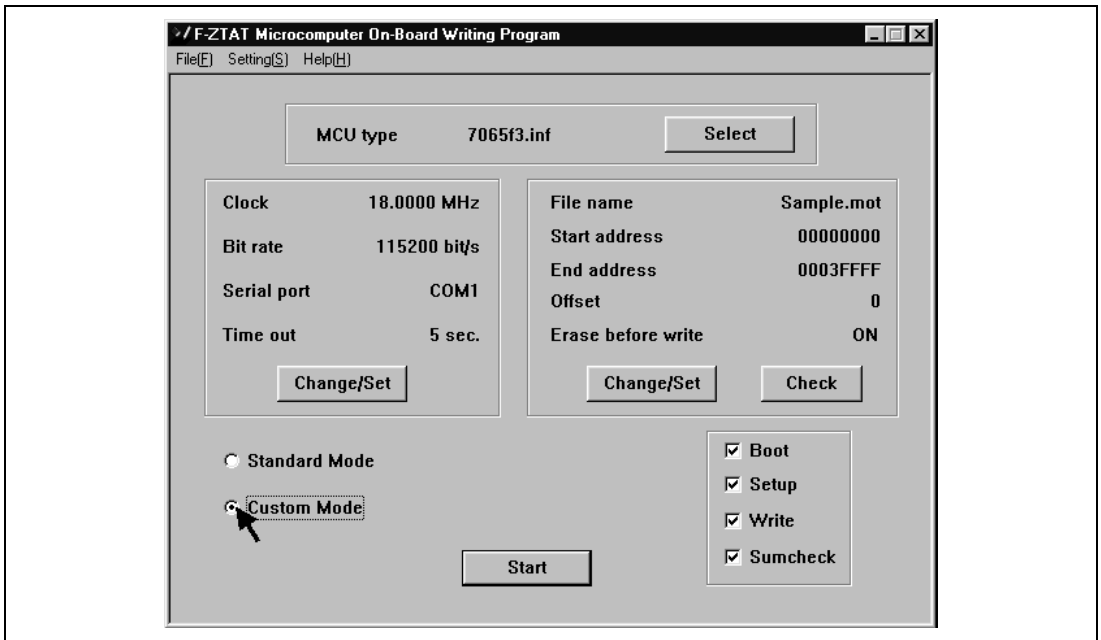 F-ZTAT Microcomputer On-Board Writing Program
File(F) Setting(S) Help(H)
MCU type 7065f3.inf Select
Clock 18.0000 MHz
Bit rate 115200 bit/s
Serial port COM1
Time out 5 sec.
Change/Set
File name Sample.mot
Start address 00000000
End address 0003FFFF
Offset 0
Erase before write ON
Change/Set Check
Standard Mode
Custom Mode
Boot
Setup
Write
Sumcheck
Start